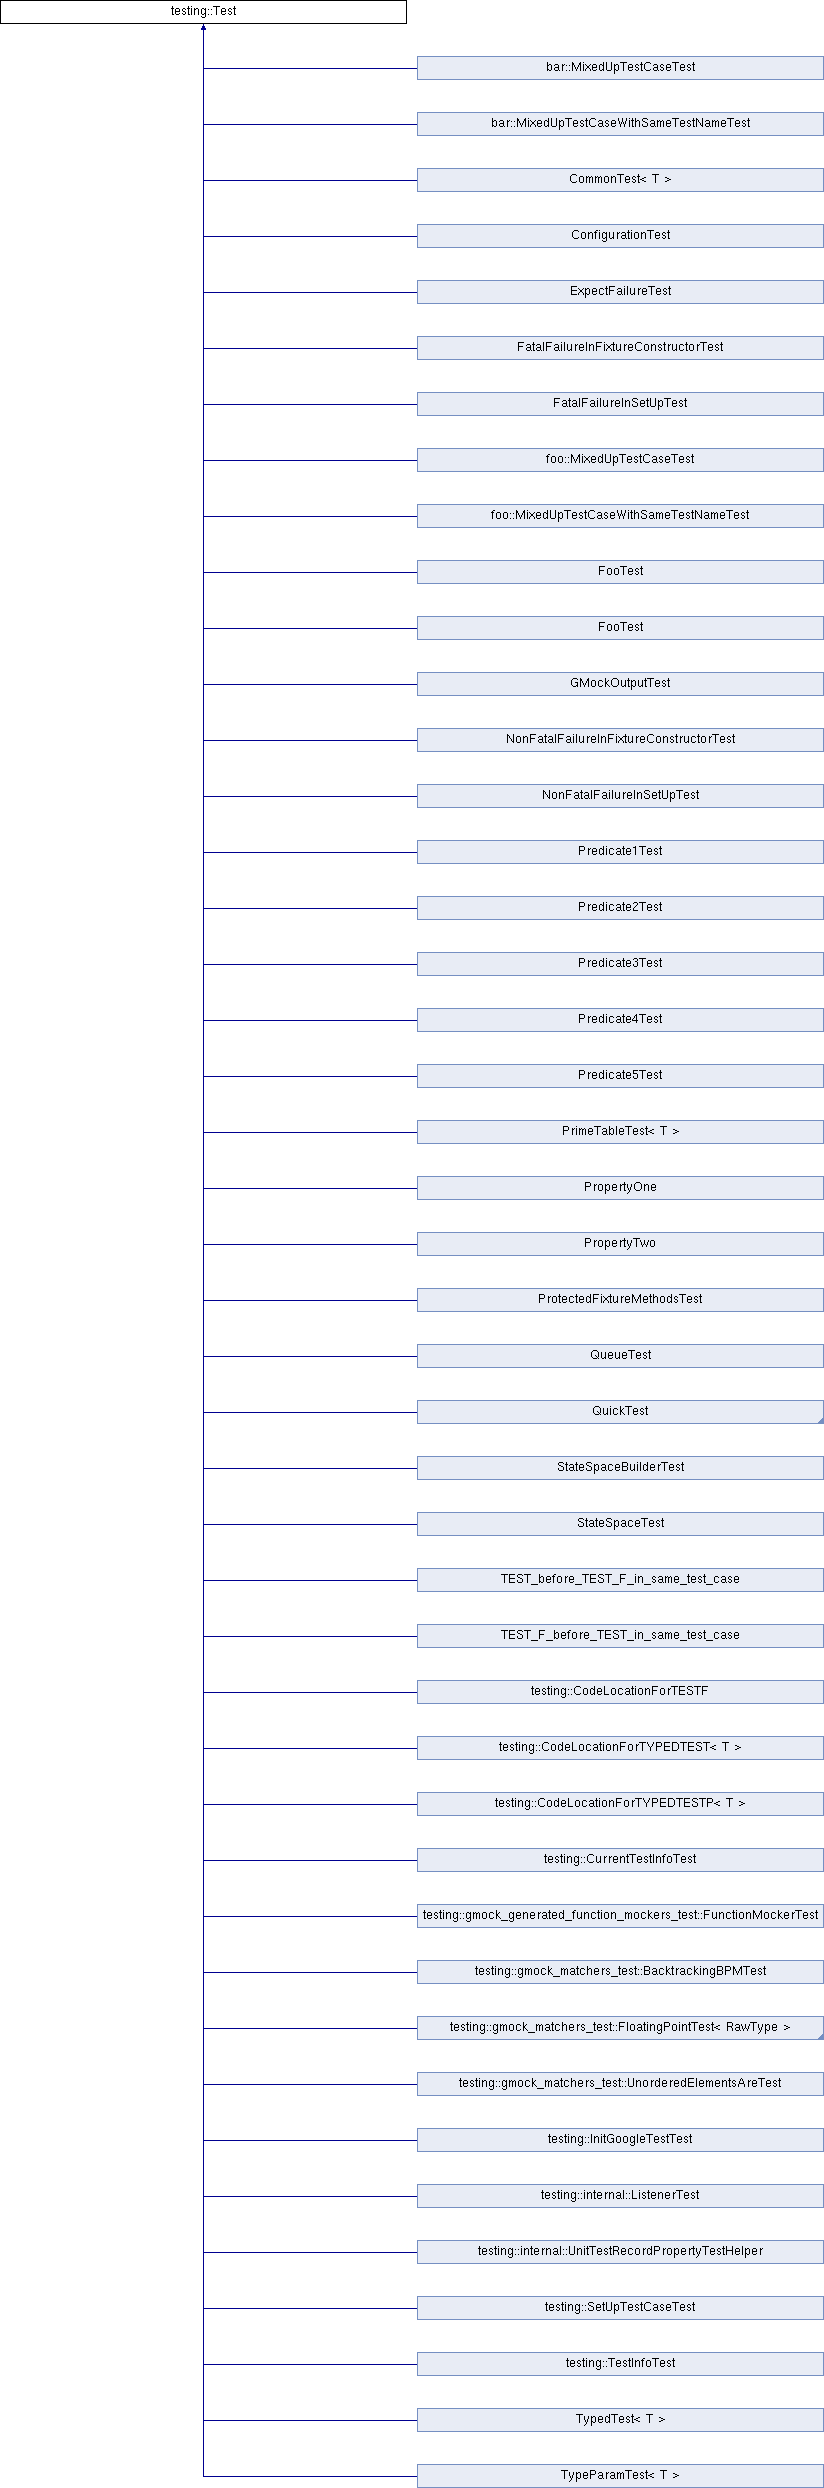 testing::Test
bar::MixedUpTestCaseTest
bar::MixedUpTestCaseWithSameTestNameTest
CommonTest< T >
ConfigurationTest
ExpectFailureTest
FatalFailureInFixtureConstructorTest
FatalFailureInSetUpTest
foo::MixedUpTestCaseTest
foo::MixedUpTestCaseWithSameTestNameTest
FooTest
FooTest
GMockOutputTest
NonFatalFailureInFixtureConstructorTest
NonFatalFailureInSetUpTest
Predicate1Test
Predicate2Test
Predicate3Test
Predicate4Test
Predicate5Test
PrimeTableTest< T >
PropertyOne
PropertyTwo
ProtectedFixtureMethodsTest
QueueTest
QuickTest
StateSpaceBuilderTest
StateSpaceTest
TEST_before_TEST_F_in_same_test_case
TEST_F_before_TEST_in_same_test_case
testing::CodeLocationForTESTF
testing::CodeLocationForTYPEDTEST< T >
testing::CodeLocationForTYPEDTESTP< T >
testing::CurrentTestInfoTest
testing::gmock_generated_function_mockers_test::FunctionMockerTest
testing::gmock_matchers_test::BacktrackingBPMTest
testing::gmock_matchers_test::FloatingPointTest< RawType >
testing::gmock_matchers_test::UnorderedElementsAreTest
testing::InitGoogleTestTest
testing::internal::ListenerTest
testing::internal::UnitTestRecordPropertyTestHelper
testing::SetUpTestCaseTest
testing::TestInfoTest
TypedTest< T >
TypeParamTest< T >